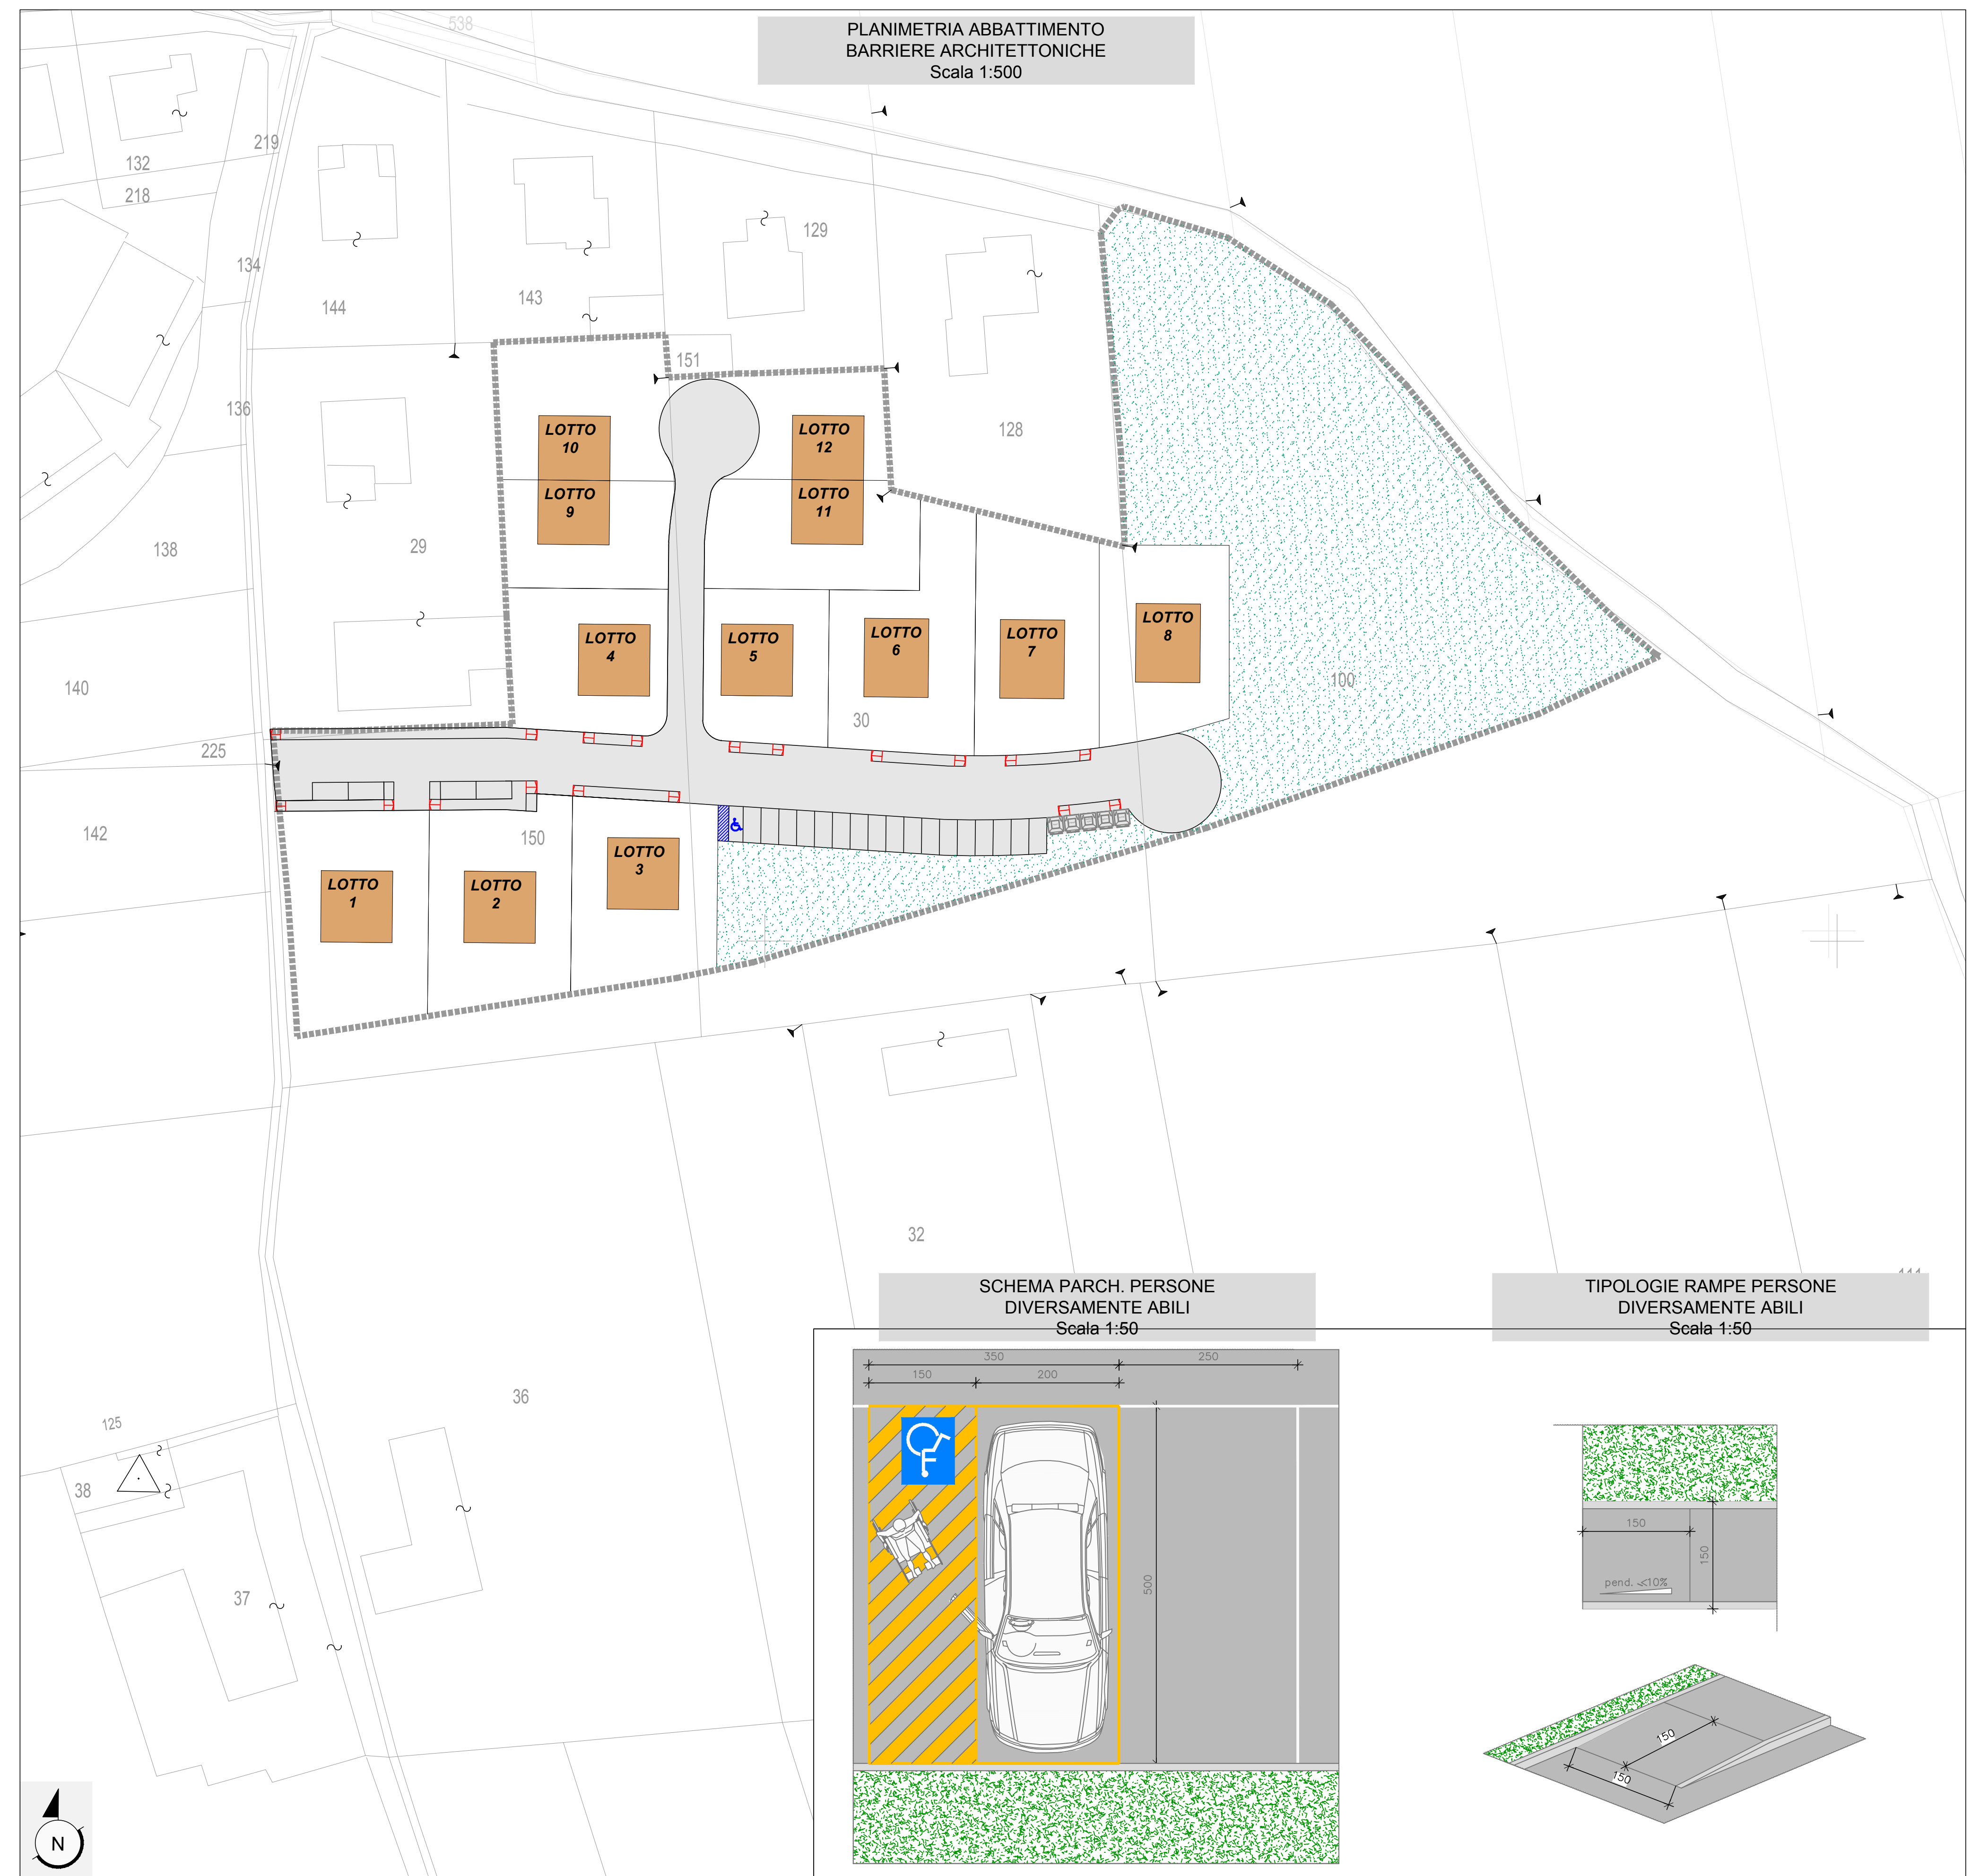 PLANIMETRIA ABBATTIMENTO
BARRIERE ARCHITETTONICHE
Scala 1:500
538
219
132
218
129
134
144
143
151
136
128
LOTTO
10
LOTTO
12
LOTTO
9
LOTTO
11
138
29
LOTTO
4
LOTTO
5
LOTTO
6
LOTTO
7
LOTTO
8
140
100
30
225
142
150
LOTTO
1
LOTTO
2
LOTTO
3
32
111
36
125
38
37
N
SCHEMA PARCH. PERSONE
DIVERSAMENTE ABILI
Scala 1:50
350
250
150
200
500
TIPOLOGIE RAMPE PERSONE
DIVERSAMENTE ABILI
Scala 1:50
150
150
pend. ≪10%
150
150